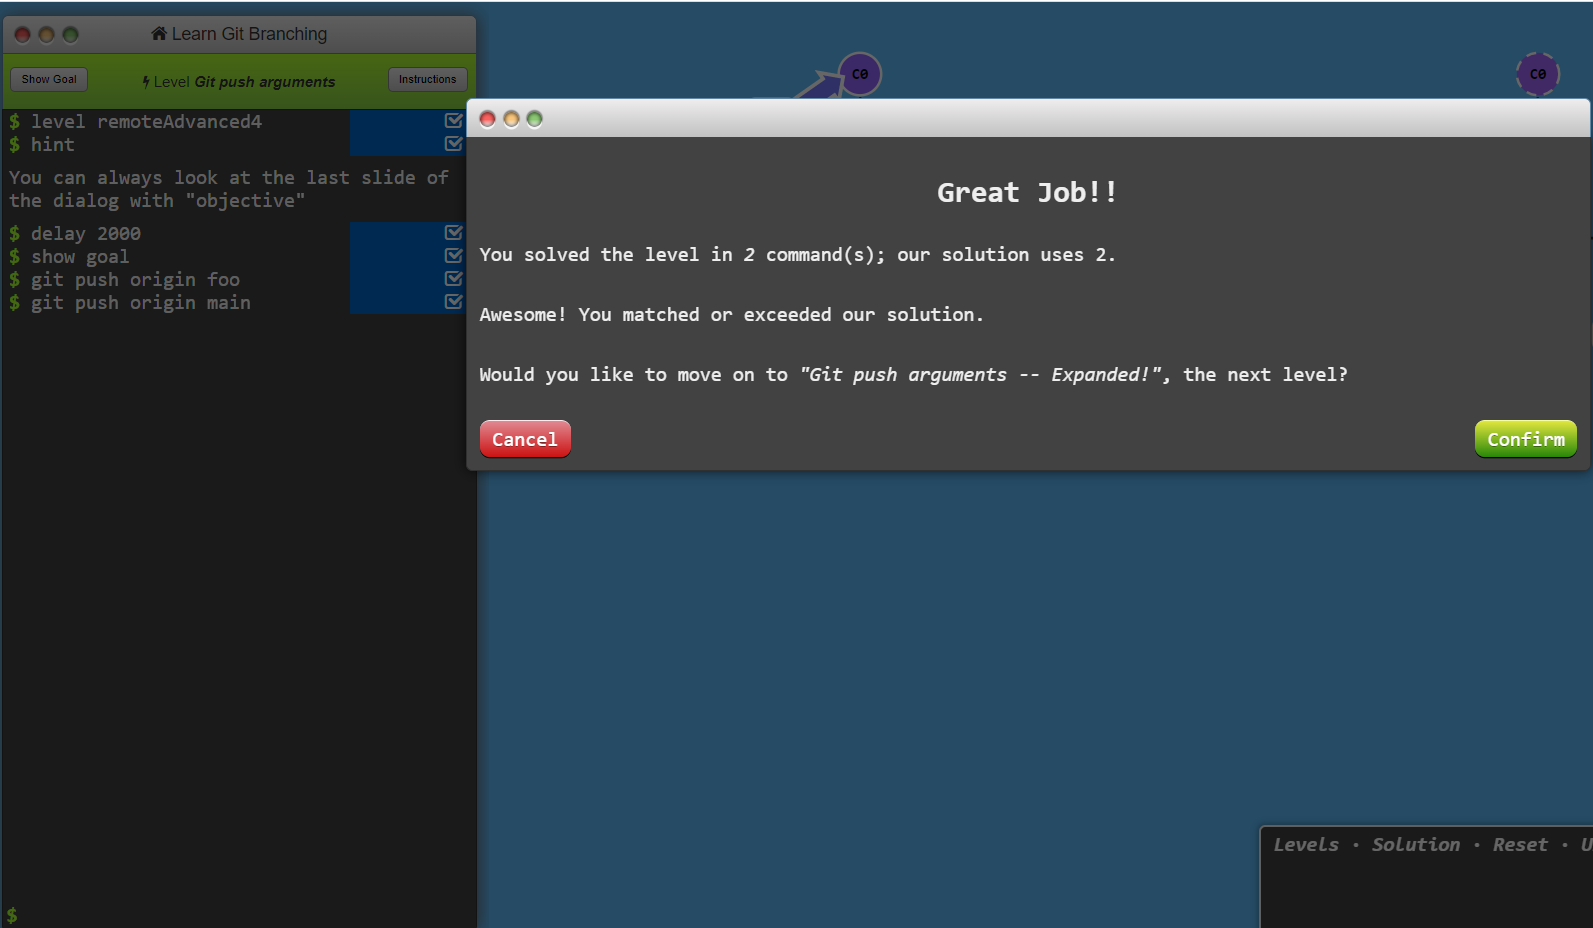 Learn Git Branching
Show Goal
Level Git push arguments
Instructions
$ level remoteAdvanced4
$ hint
You can always look at the last slide of
the dialog with "objective"
$ delay 2000
$ show goal
$ git push origin foo
$ git push origin main
$
C0
C0
Great Job!!
You solved the level in 2 command(s); our solution uses 2.
Awesome! You matched or exceeded our solution.
Would you like to move on to "Git push arguments -- Expanded!", the next level?
Cancel
Confirm
Levels · Solution · Reset ·